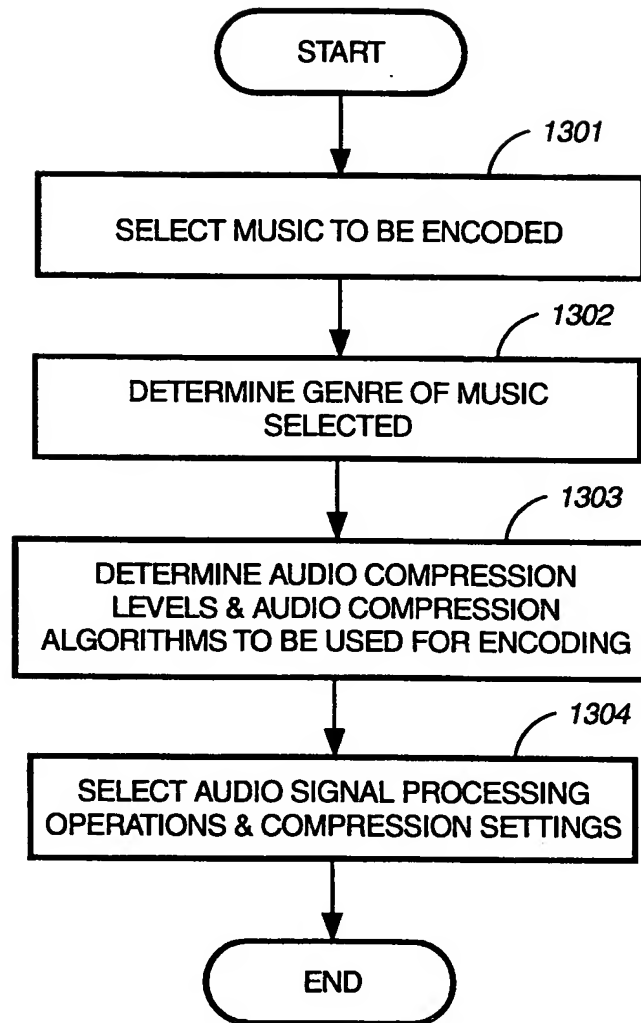 START
1301
SELECT MUSIC TO BE ENCODED
1302
DETERMINE GENRE OF MUSIC
SELECTED
1303
DETERMINE AUDIO COMPRESSION
LEVELS & AUDIO COMPRESSION
ALGORITHMS TO BE USED FOR ENCODING
1304
SELECT AUDIO SIGNAL PROCESSING
OPERATIONS & COMPRESSION SETTINGS
END